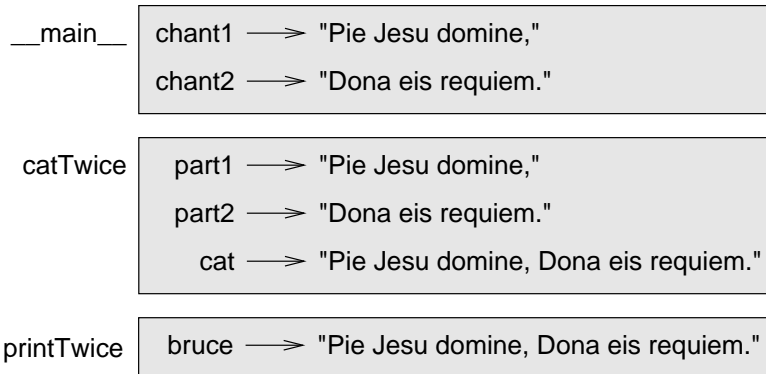 __main__ chant1 "Pie Jesu domine,"
chant2 "Dona eis requiem."
catTwice part1 "Pie Jesu domine,"
part2 "Dona eis requiem."
cat "Pie Jesu domine, Dona eis requiem."
printTwice bruce "Pie Jesu domine, Dona eis requiem."